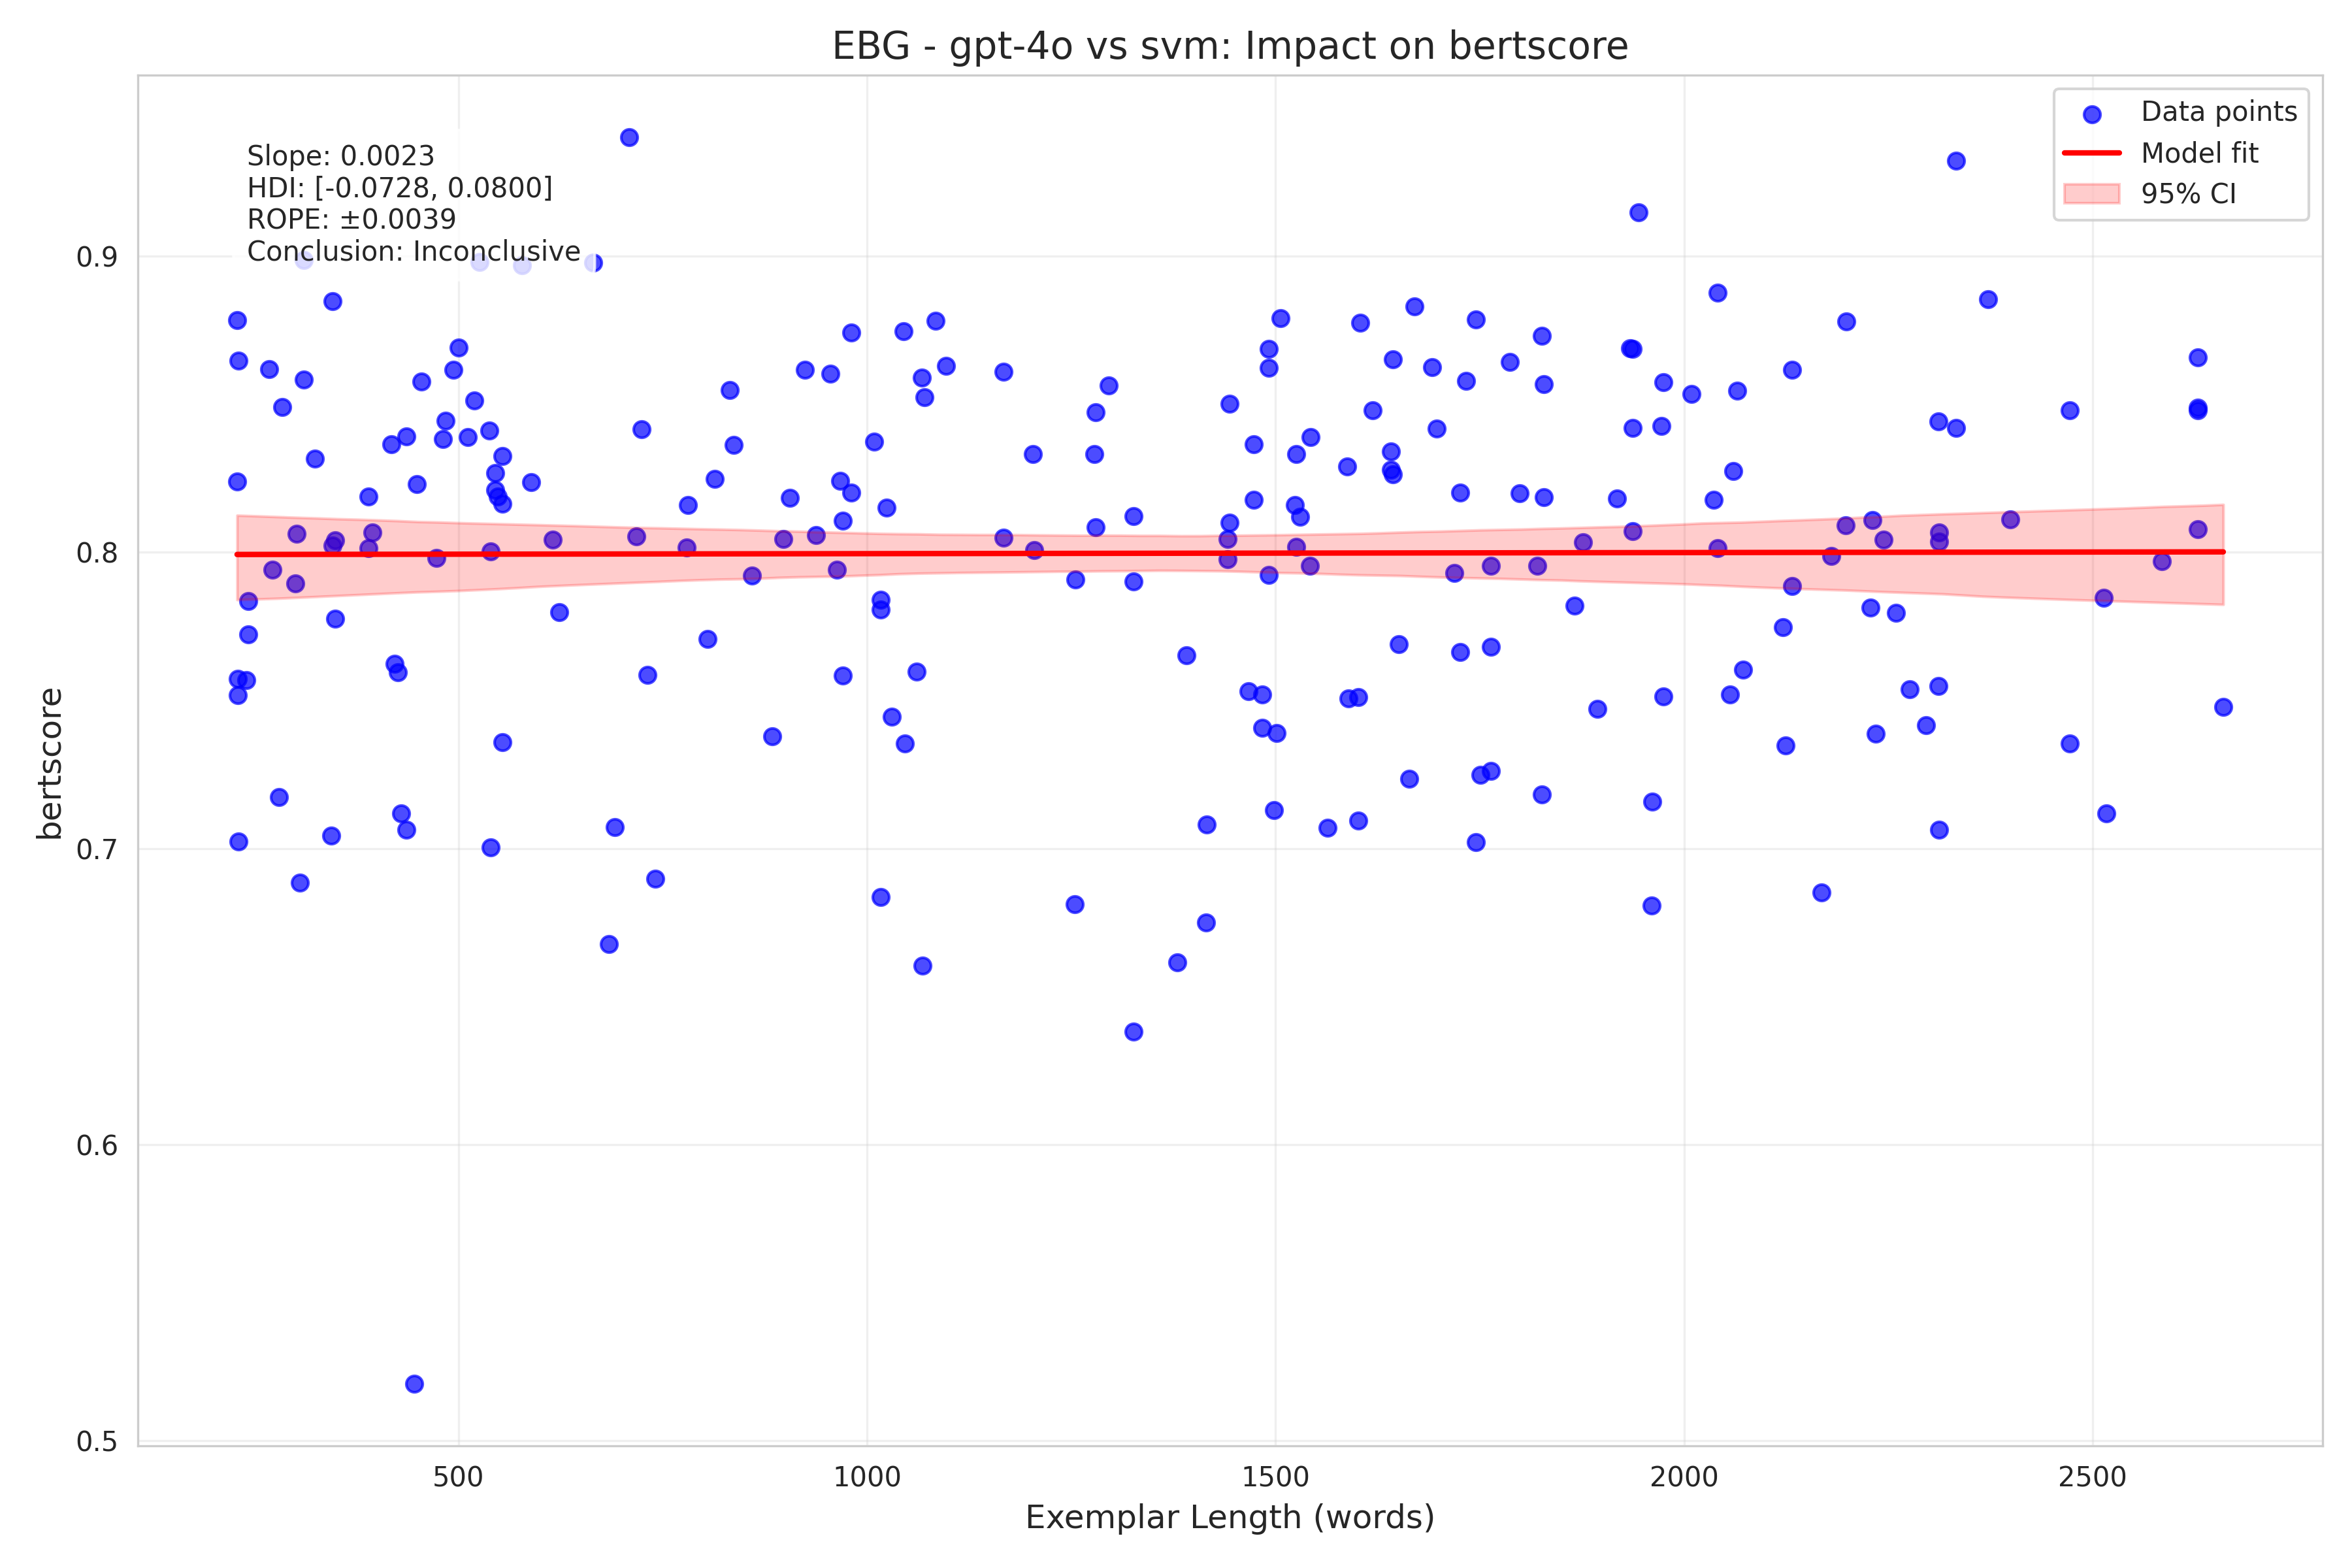 EBG - gpt-4o vs svm: Impact on bertscore
Slope: 0.0023
HDI: [-0.0728, 0.0800]
ROPE: ±0.0039
Conclusion: Inconclusive
Data points
Model fit
95% CI
bertscore
0.9
0.8
0.7
0.6
0.5
500
1000
1500
2000
2500
Exemplar Length (words)